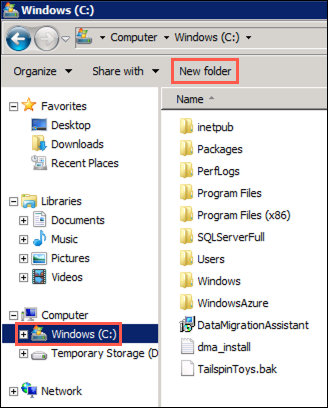 Windows (C:)
Computer Windows (C:)
Organize Share with New folder
Favorites
Desktop
Downloads
Recent Places
Libraries
Documents
Music
Pictures
Videos
Computer
Windows (C:)
Temporary Storage (D
Network
Name
inetpub
Packages
PerfLogs
Program Files
Program Files (x86)
SQLServerFull
Users
Windows
WindowsAzure
DataMigrationAssistant
dma_install
TailspinToys.bak